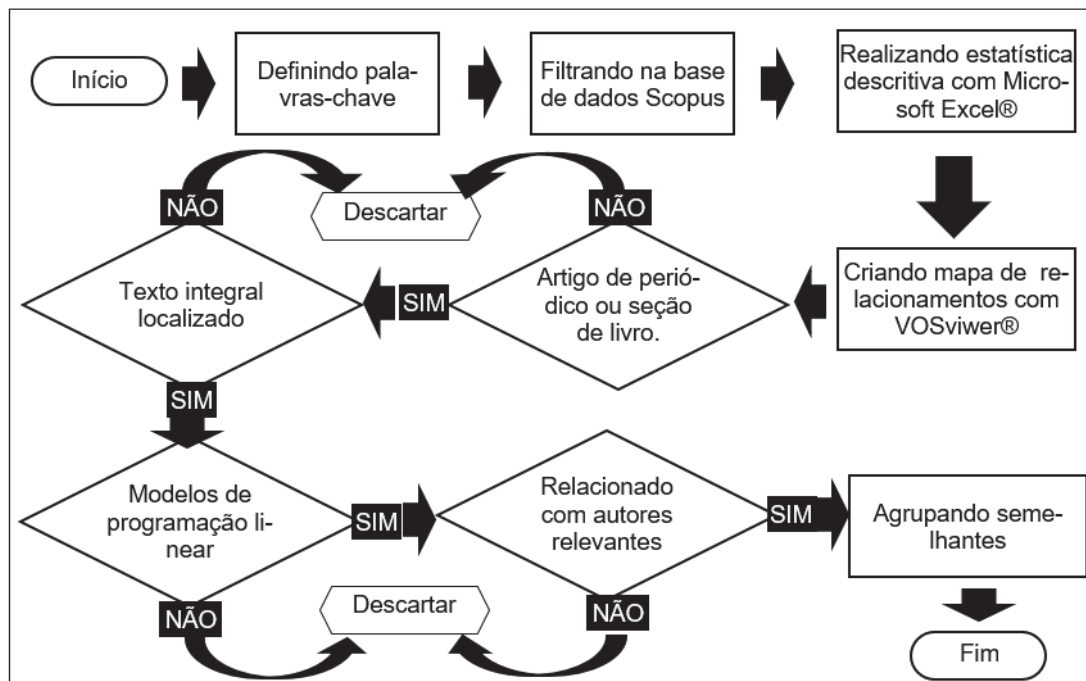 Início
Definindo pala-
vras-chave
Filtrando na base
de dados Scopus
Realizando estatística
descritiva com Micro-
soft Excel®
Criando mapa de re-
lacionamentos com
VOSviwer®
Artigo de perió-
dico ou seção
de livro.
NÃO
Descartar
SIM
Texto integral
localizado
NÃO
SIM
Modelos de
programação li-
near
NÃO
SIM
Relacionado
com autores
relevantes
NÃO
Descartar
SIM
Agrupando seme-
lhantes
Fim